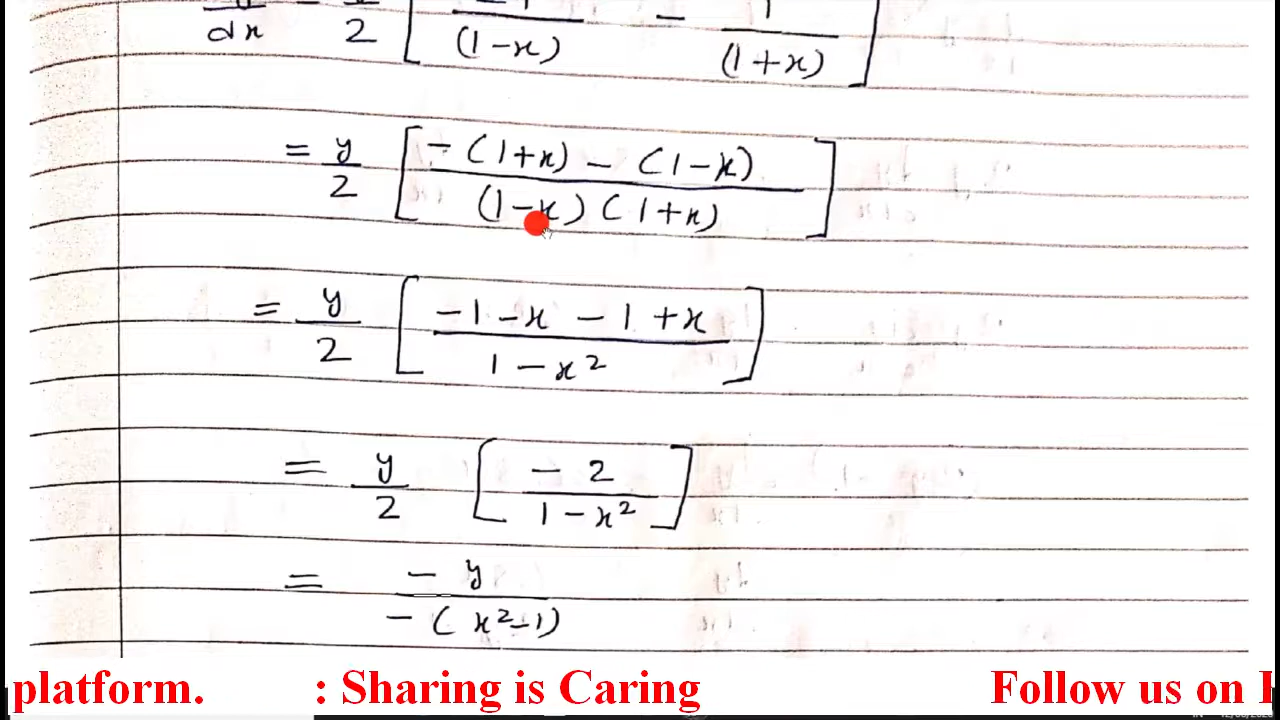 dx 2 [ (1-x) - 1/(1+x) ]
= y/2 [ -(1+x) - (1-x) / (1-x)(1+x) ]
= y/2 [ -1-x-1+x / 1-x² ]
= y/2 [ -2 / 1-x² ]
= -y / -(x²-1)
platform. : Sharing is Caring Follow us on